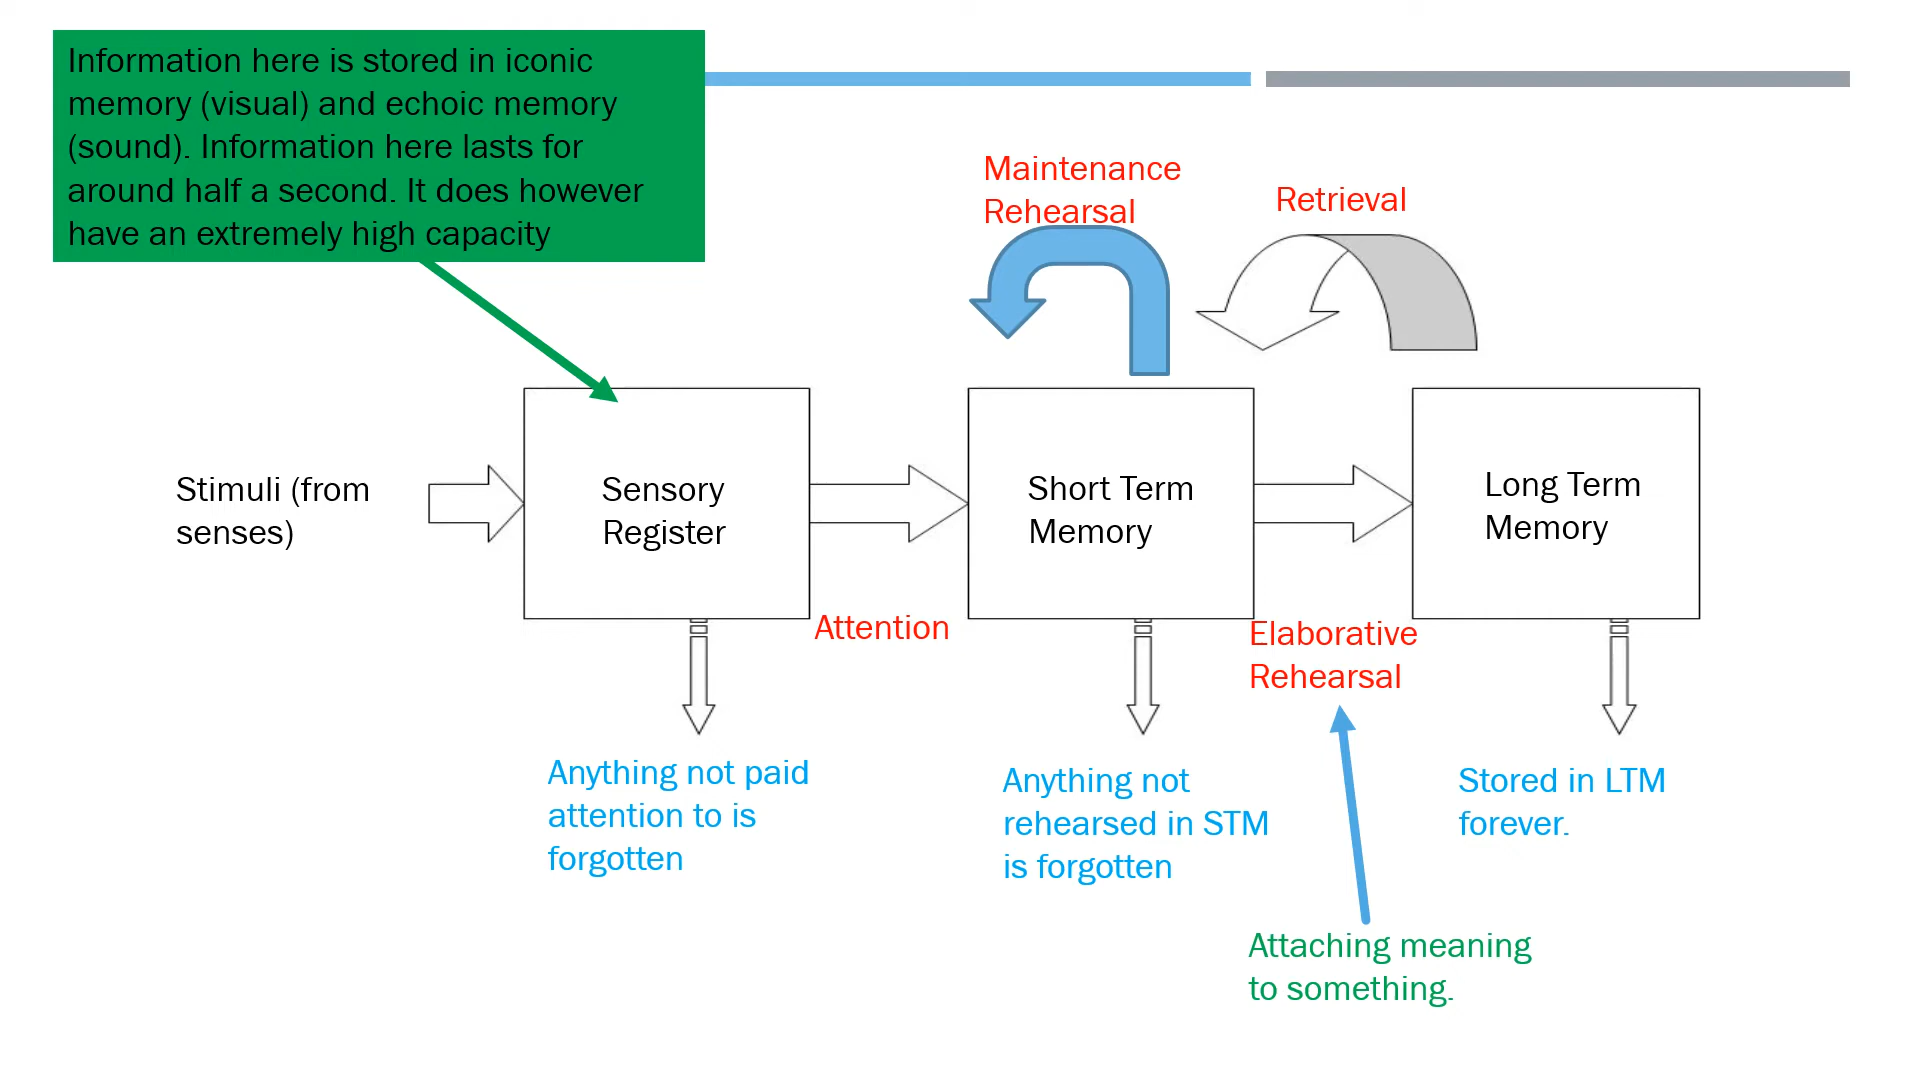 Information here is stored in iconic
memory (visual) and echoic memory
(sound). Information here lasts for
around half a second. It does however
have an extremely high capacity
Maintenance
Rehearsal
Retrieval
Stimuli (from
senses)
Sensory
Register
Short Term
Memory
Long Term
Memory
Attention
Elaborative
Rehearsal
Anything not paid
attention to is
forgotten
Anything not
rehearsed in STM
is forgotten
Stored in LTM
forever.
Attaching meaning
to something.